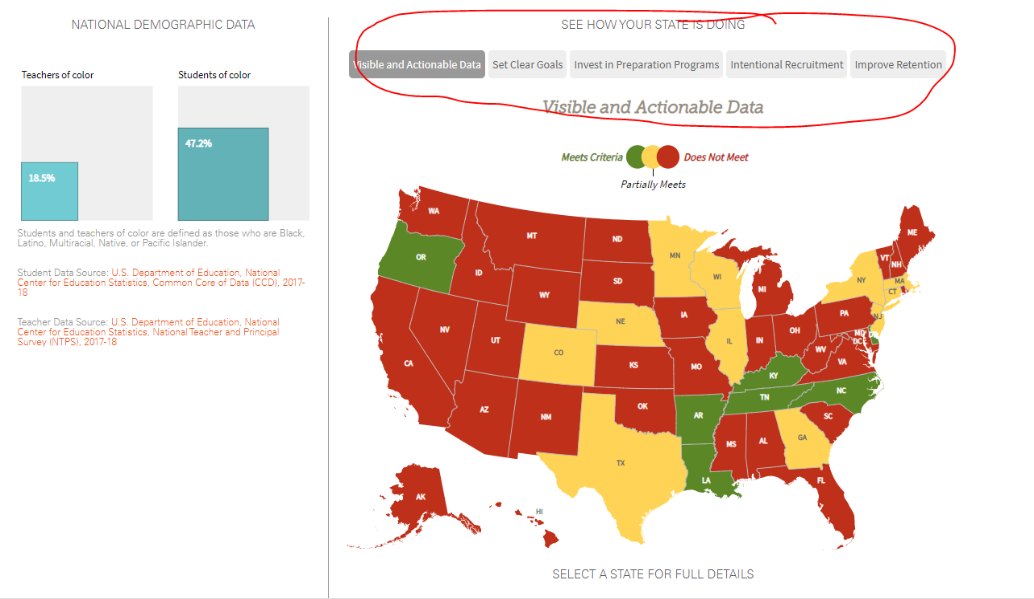 NATIONAL DEMOGRAPHIC DATA
Teachers of color
Students of color
18.5%
47.2%
Students and teachers of color are defined as those who are Black,
Latino, Multiracial, Native, or Pacific Islander.
Student Data Source: U.S. Department of Education, National
Center for Education Statistics, Common Core of Data (CCD), 2017-
18
Teacher Data Source: U.S. Department of Education, National
Center for Education Statistics, National Teacher and Principal
Survey (NTPS), 2017-18
SEE HOW YOUR STATE IS DOING
Visible and Actionable Data
Set Clear Goals
Invest in Preparation Programs
Intentional Recruitment
Improve Retention
Visible and Actionable Data
Meets Criteria
Does Not Meet
Partially Meets
WA
MT
ND
MN
ME
OR
ID
SD
WI
VT
NH
WY
MI
NY
MA
CT
NV
UT
NE
IA
PA
NJ
CO
IL
IN
OH
MD
DC
CA
KS
MO
WV
VA
KY
AZ
NM
OK
TN
NC
AR
SC
TX
MS
AL
GA
LA
FL
AK
HI
SELECT A STATE FOR FULL DETAILS